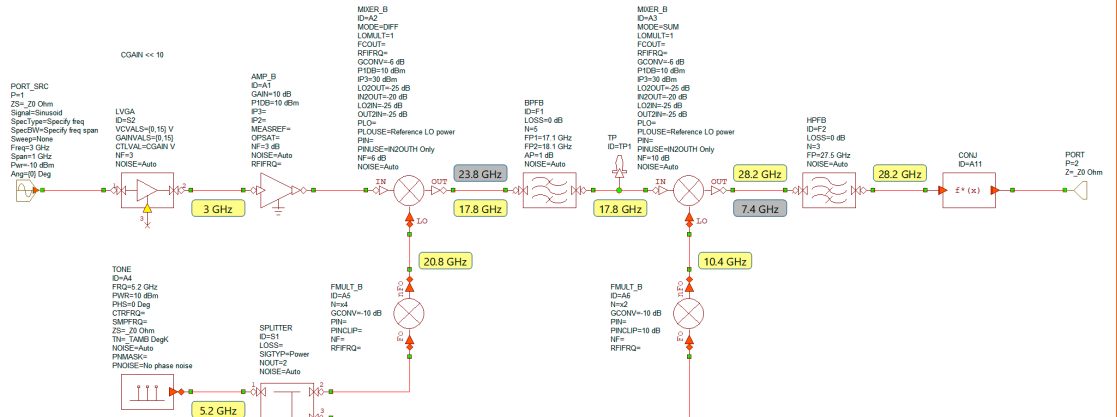 CGAIN << 10
PORT_SRC
P=1
ZS=_Z0 Ohm
Signal=Sinusoid
SpecType=Specify freq
SpecBW=Specify freq span
Sweep=None
Freq=3 GHz
Span=1 GHz
Pwr=-10 dBm
Ang={0} Deg
LVGA
ID=S2
VCVALS={0,15} V
GAINVALS={0,15}
CTLVAL=CGAIN V
NF=3
NOISE=Auto
1
2
3
3 GHz
AMP_B
ID=A1
GAIN=10 dB
P1DB=10 dBm
IP3=
IP2=
MEASREF=
OPSAT=
NF=3 dB
NOISE=Auto
RFIFRQ=
MIXER_B
ID=A2
MODE=DIFF
LOMULT=1
FCOUT=
RFIFRQ=
GCONV=-6 dB
P1DB=10 dBm
IP3=30 dBm
LO2OUT=-25 dB
IN2OUT=-20 dB
LO2IN=-25 dB
OUT2IN=-25 dB
PLO=
PLOUSE=Reference LO power
PIN=
PINUSE=IN2OUTH Only
NF=6 dB
NOISE=Auto
IN
OUT
LO
23.8 GHz
17.8 GHz
BPFB
ID=F1
LOSS=0 dB
N=5
FP1=17.1 GHz
FP2=18.1 GHz
AP=1 dB
NOISE=Auto
TP
ID=TP1
17.8 GHz
MIXER_B
ID=A3
MODE=SUM
LOMULT=1
FCOUT=
RFIFRQ=
GCONV=-6 dB
P1DB=10 dBm
IP3=30 dBm
LO2OUT=-25 dB
IN2OUT=-20 dB
LO2IN=-25 dB
OUT2IN=-25 dB
PLO=
PLOUSE=Reference LO power
PIN=
PINUSE=IN2OUTH Only
NF=10 dB
NOISE=Auto
IN
OUT
LO
28.2 GHz
7.4 GHz
HPFB
ID=F2
LOSS=0 dB
N=3
FP=27.5 GHz
NOISE=Auto
28.2 GHz
CONJ
ID=A11
f*(x)
PORT
P=2
Z=_Z0 Ohm
20.8 GHz
10.4 GHz
TONE
ID=A4
FRQ=5.2 GHz
PWR=10 dBm
PHS=0 Deg
CTRFRQ=
SMPFRQ=
ZS=_Z0 Ohm
TN=_TAMB DegK
NOISE=Auto
PNMASK=
PNOISE=No phase noise
5.2 GHz
SPLITTER
ID=S1
LOSS=
SIGTYP=Power
NOUT=2
NOISE=Auto
1
2
3
FMULT_B
ID=A5
N=x4
GCONV=-10 dB
PIN=
PINCLIP=
NF=
RFIFRQ=
nFO
FO
FMULT_B
ID=A6
N=x2
GCONV=-10 dB
PIN=
PINCLIP=10 dB
NF=
RFIFRQ=
nFO
FO